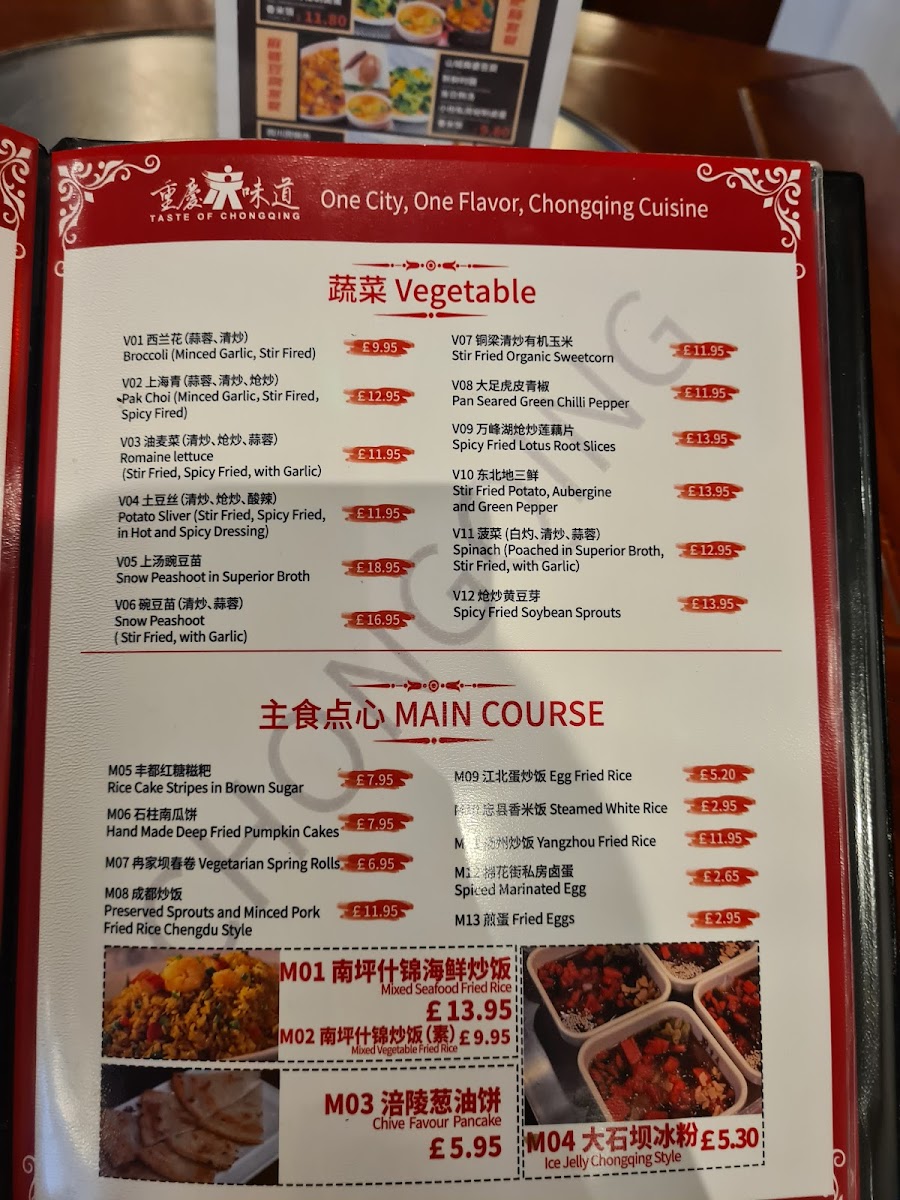 11.80
9.80
重慶味道
TASTE OF CHONGQING
One City, One Flavor, Chongqing Cuisine
蔬菜 Vegetable
V01 西兰花（蒜蓉、清炒）
Broccoli (Minced Garlic, Stir Fired)
£9.95
V02 上海青（蒜蓉、清炒、炝炒）
Pak Choi (Minced Garlic, Stir Fired,
Spicy Fired)
£12.95
V03 油麦菜（清炒、炝炒、蒜蓉）
Romaine lettuce
(Stir Fried, Spicy Fried, with Garlic)
£11.95
V04 土豆丝（清炒、炝炒、酸辣）
Potato Sliver (Stir Fried, Spicy Fried,
in Hot and Spicy Dressing)
£11.95
V05 上汤豌豆苗
Snow Peashoot in Superior Broth
£18.95
V06 豌豆苗（清炒、蒜蓉）
Snow Peashoot
( Stir Fried, with Garlic)
£16.95
V07 铜梁清炒有机玉米
Stir Fried Organic Sweetcorn
£11.95
V08 大足虎皮青椒
Pan Seared Green Chilli Pepper
£11.95
V09 万峰湖炝炒莲藕片
Spicy Fried Lotus Root Slices
£13.95
V10 东北地三鲜
Stir Fried Potato, Aubergine
and Green Pepper
£13.95
V11 菠菜（白灼、清炒、蒜蓉）
Spinach (Poached in Superior Broth,
Stir Fried, with Garlic)
£12.95
V12 炝炒黄豆芽
Spicy Fried Soybean Sprouts
£13.95
CHONGQING
主食点心 MAIN COURSE
M05 丰都红糖糍粑
Rice Cake Stripes in Brown Sugar
£7.95
M06 石柱南瓜饼
Hand Made Deep Fried Pumpkin Cakes
£7.95
M07 冉家坝春卷 Vegetarian Spring Rolls
£6.95
M08 成都炒饭
Preserved Sprouts and Minced Pork
Fried Rice Chengdu Style
£11.95
M09 江北蛋炒饭 Egg Fried Rice
£5.20
M10 忠县香米饭 Steamed White Rice
£2.95
扬州炒饭 Yangzhou Fried Rice
£11.95
M12 棉花街私房卤蛋
Spiced Marinated Egg
£2.65
M13 煎蛋 Fried Eggs
£2.95
M01 南坪什锦海鲜炒饭
Mixed Seafood Fried Rice
£13.95
M02 南坪什锦炒饭（素）£9.95
Mixed Vegetable Fried Rice
M03 涪陵葱油饼
Chive Favour Pancake
£5.95
M04 大石坝冰粉 £5.30
Ice Jelly Chongqing Style